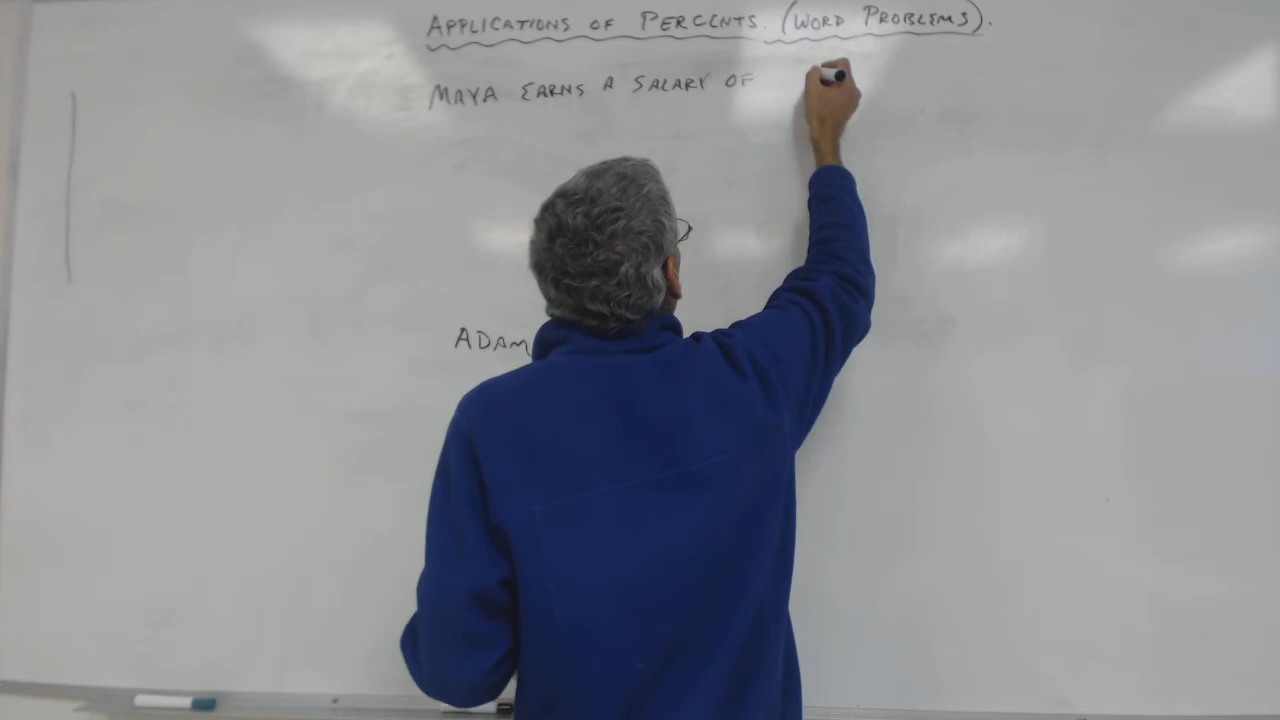 APPLICATIONS OF PERCENTS. (WORD PROBLEMS).
MAYA EARNS A SALARY OF
ADAM